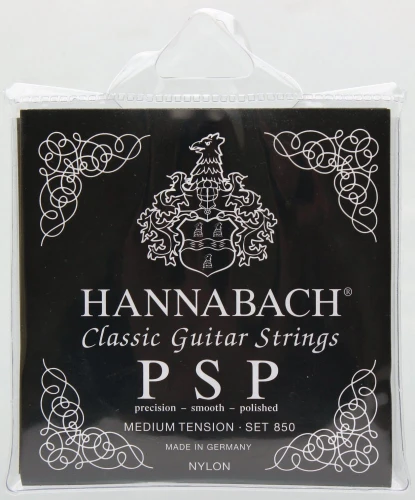 HANNABACH®
Classic Guitar Strings
PSP
precision – smooth – polished
MEDIUM TENSION - SET 850
MADE IN GERMANY
NYLON